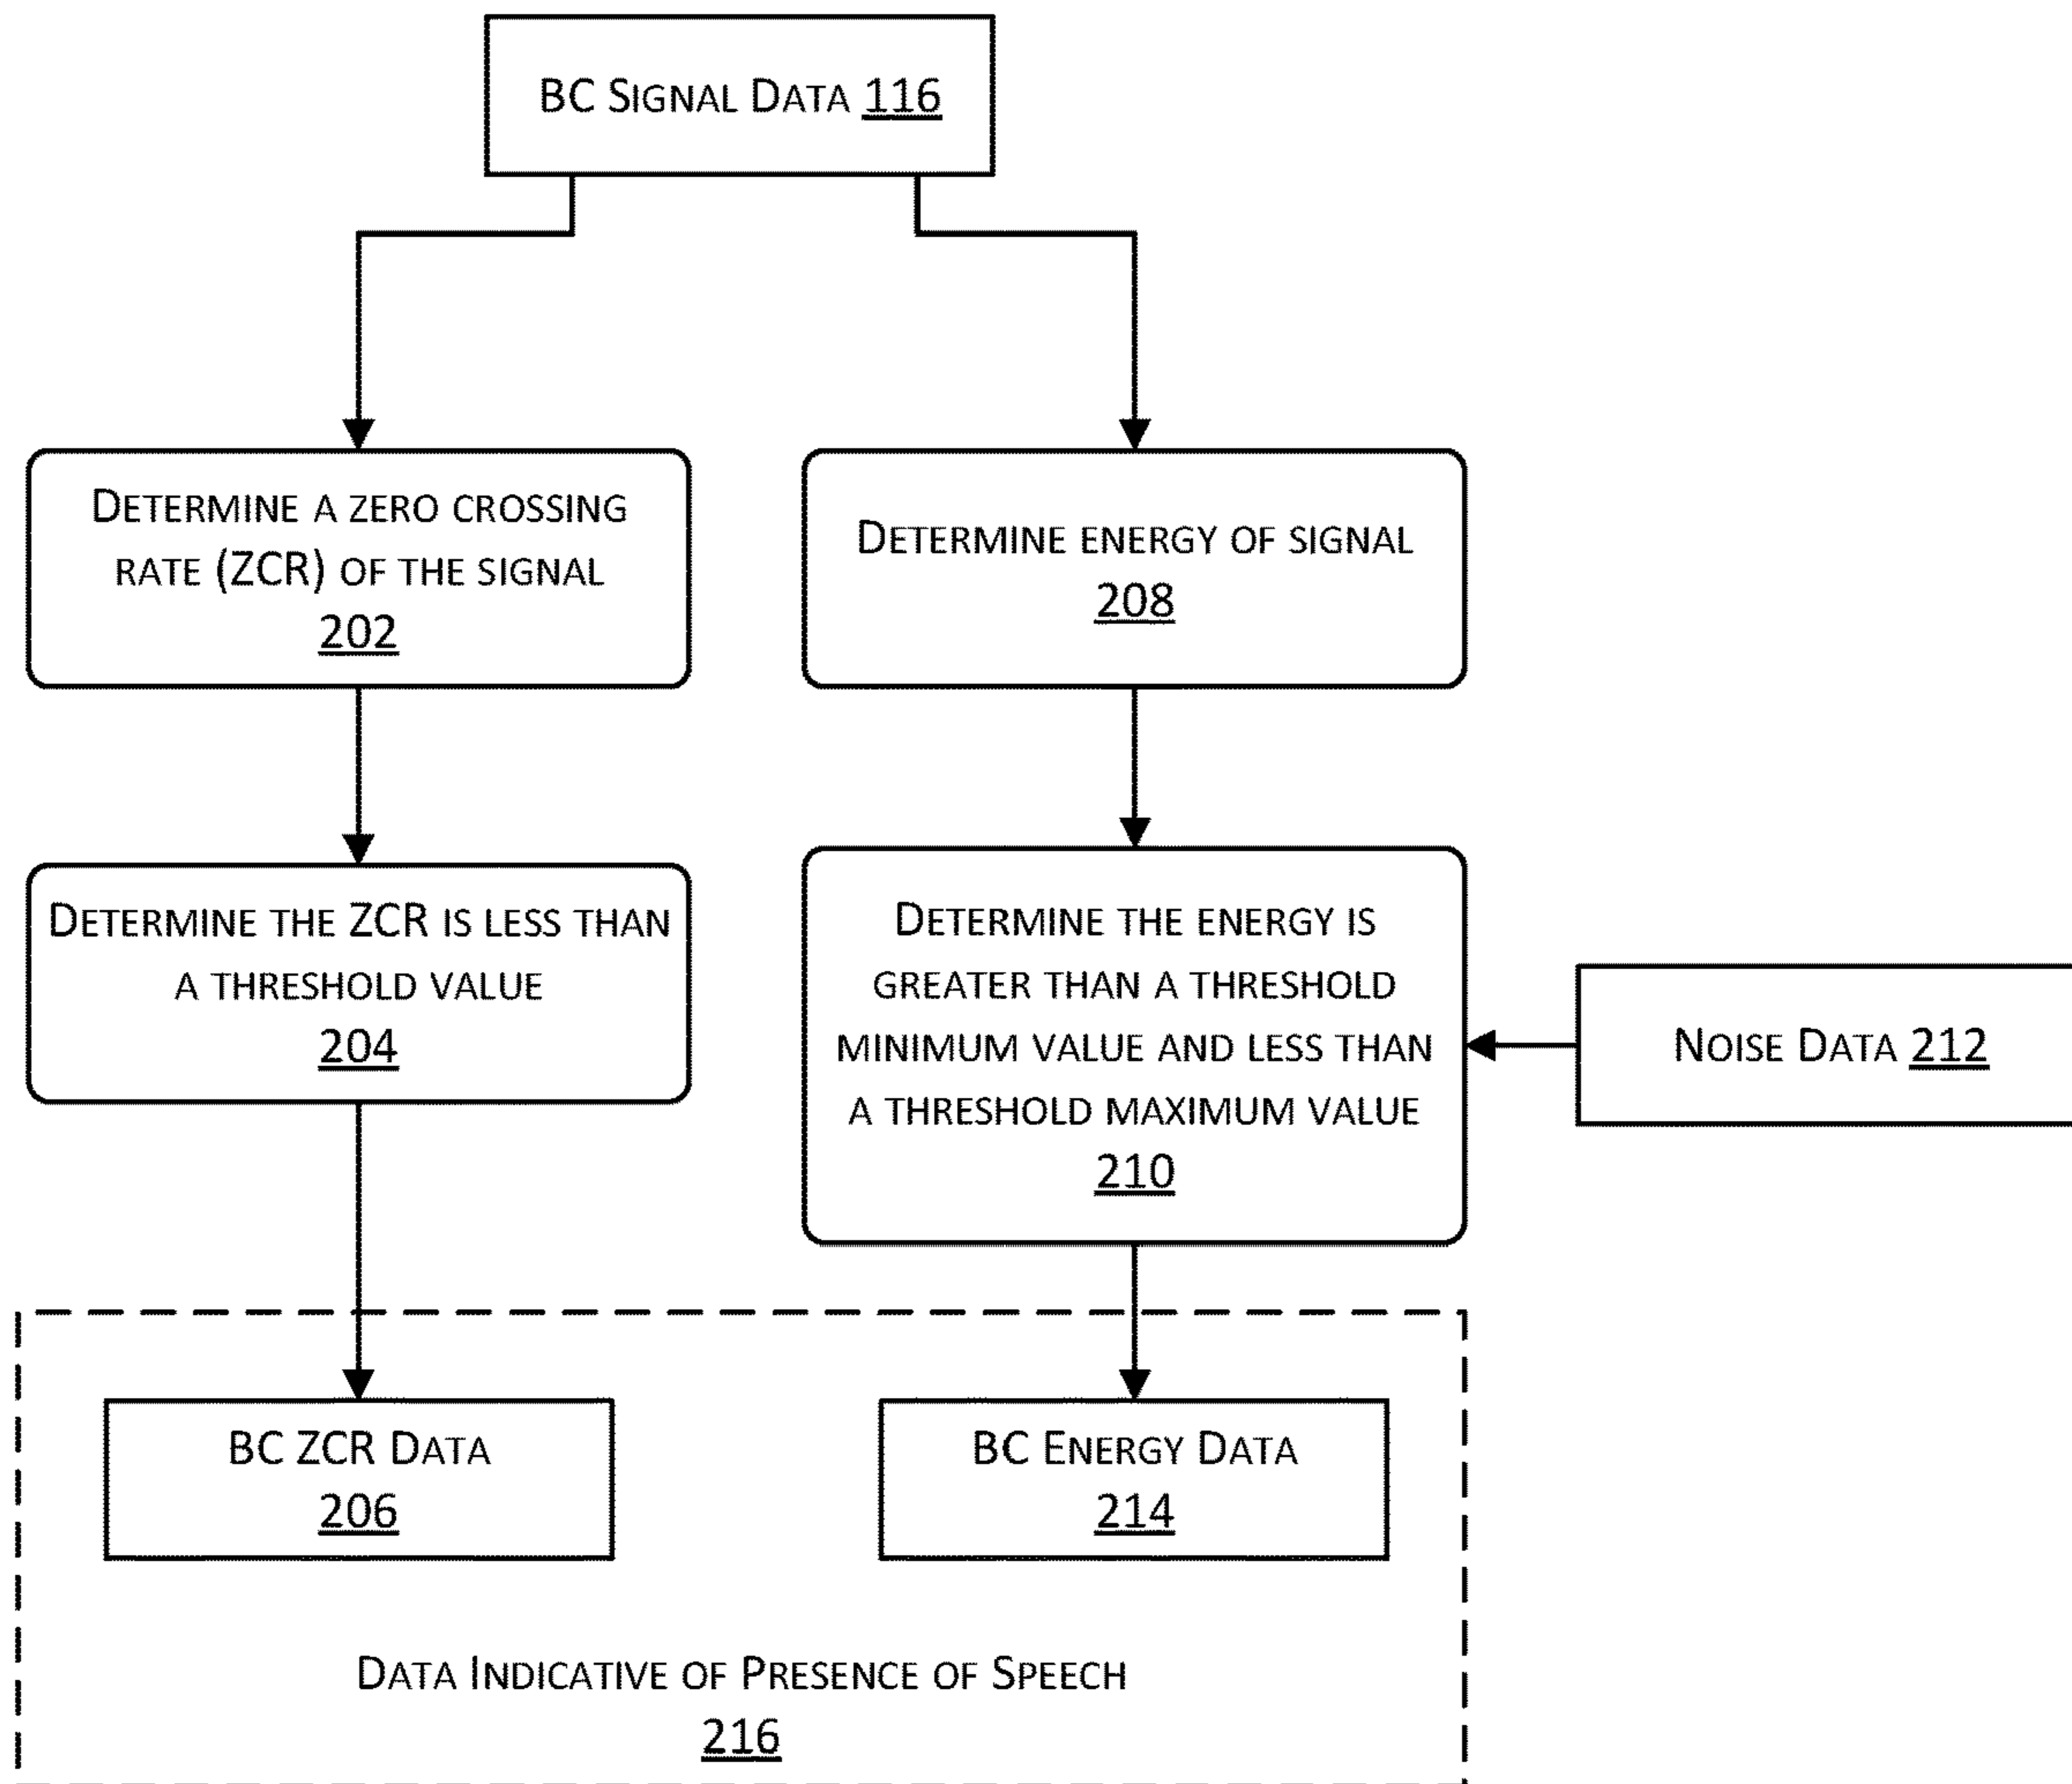 BC SIGNAL DATA 116
DETERMINE A ZERO CROSSING
RATE (ZCR) OF THE SIGNAL
202
DETERMINE ENERGY OF SIGNAL
208
DETERMINE THE ZCR IS LESS THAN
A THRESHOLD VALUE
204
DETERMINE THE ENERGY IS
GREATER THAN A THRESHOLD
MINIMUM VALUE AND LESS THAN
A THRESHOLD MAXIMUM VALUE
210
NOISE DATA 212
BC ZCR DATA
206
BC ENERGY DATA
214
DATA INDICATIVE OF PRESENCE OF SPEECH
216